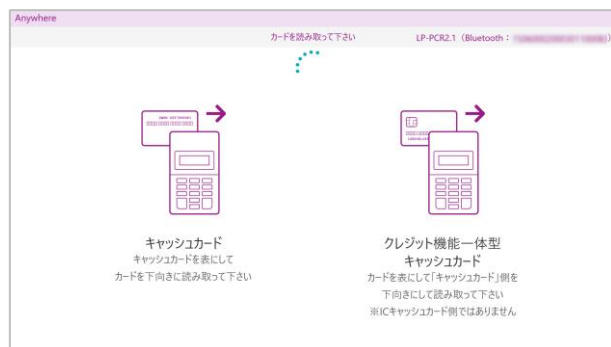 Anywhere
カードを読み取って下さい
LP-PCR2.1（Bluetooth：
キャッシュカード
キャッシュカードを表にして
カードを下向きに読み取って下さい
クレジット機能一体型
キャッシュカード
カードを表にして「キャッシュカード」側を
下向きにして読み取って下さい
※ICキャッシュカード側ではありません